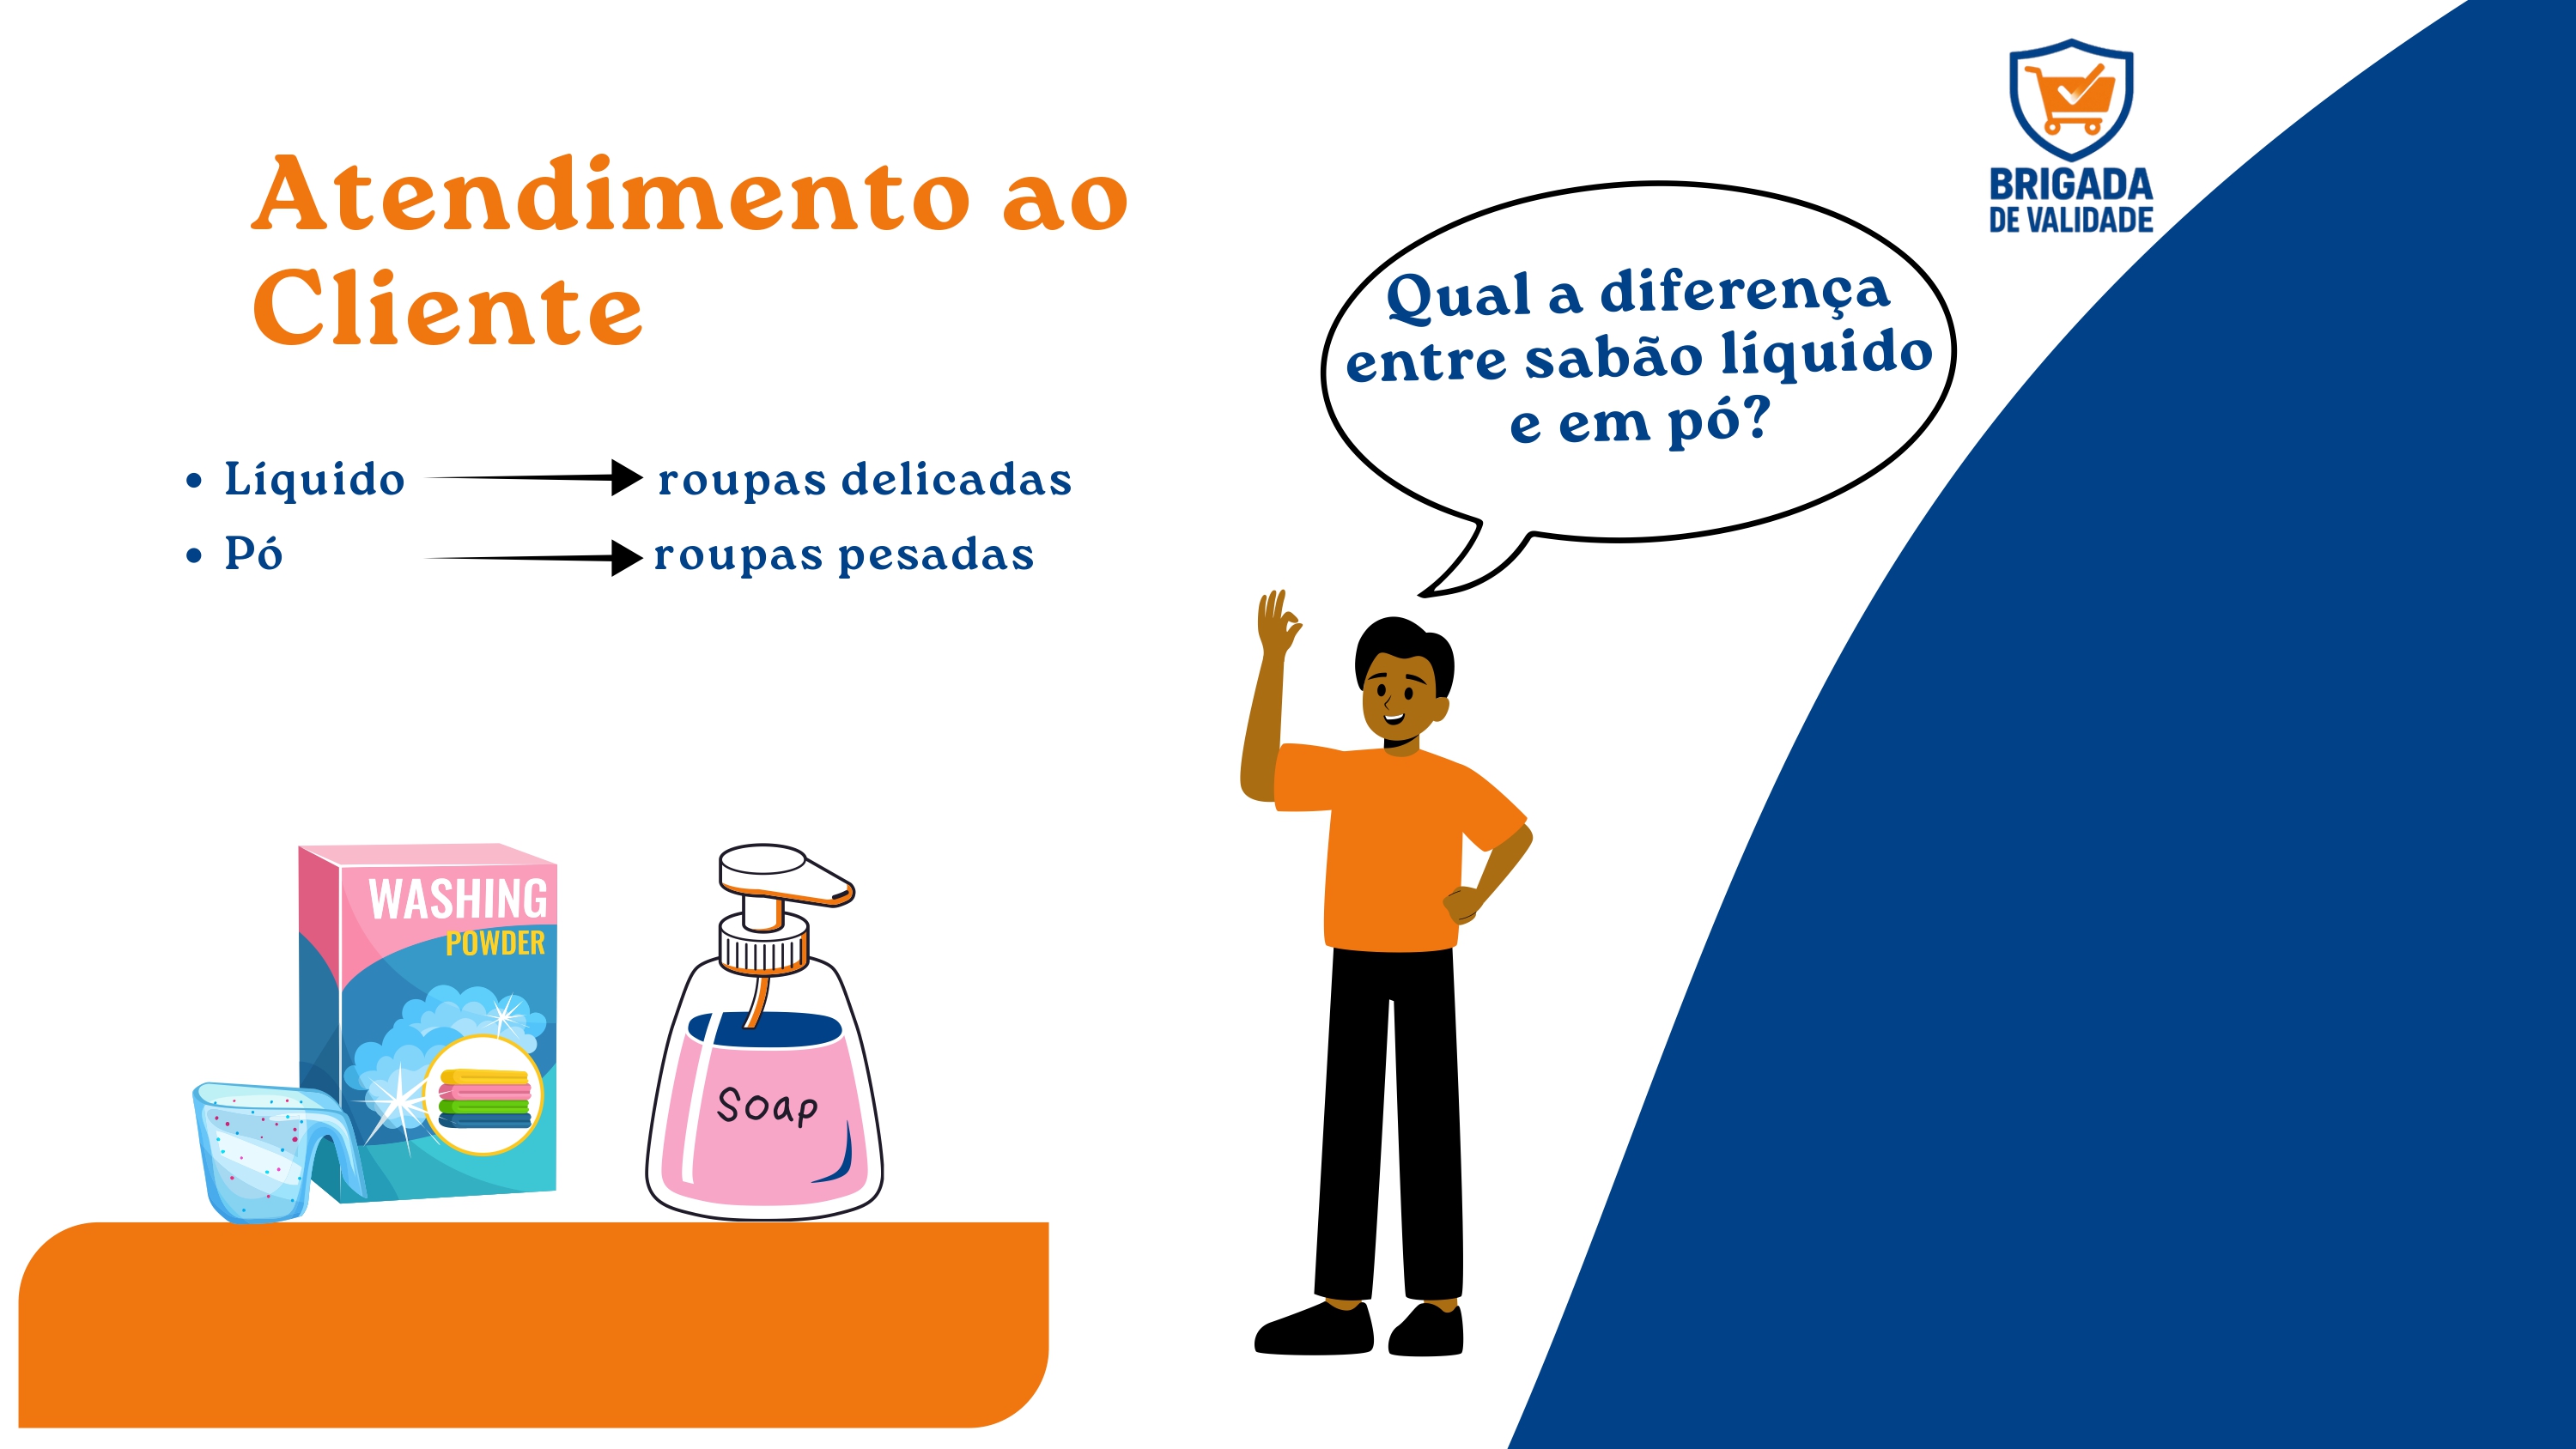 BRIGADA
DE VALIDADE
Atendimento ao
Cliente
Qual a diferença
entre sabão líquido
e em pó?
• Líquido → roupas delicadas
• Pó → roupas pesadas
WASHING
POWDER
Soap